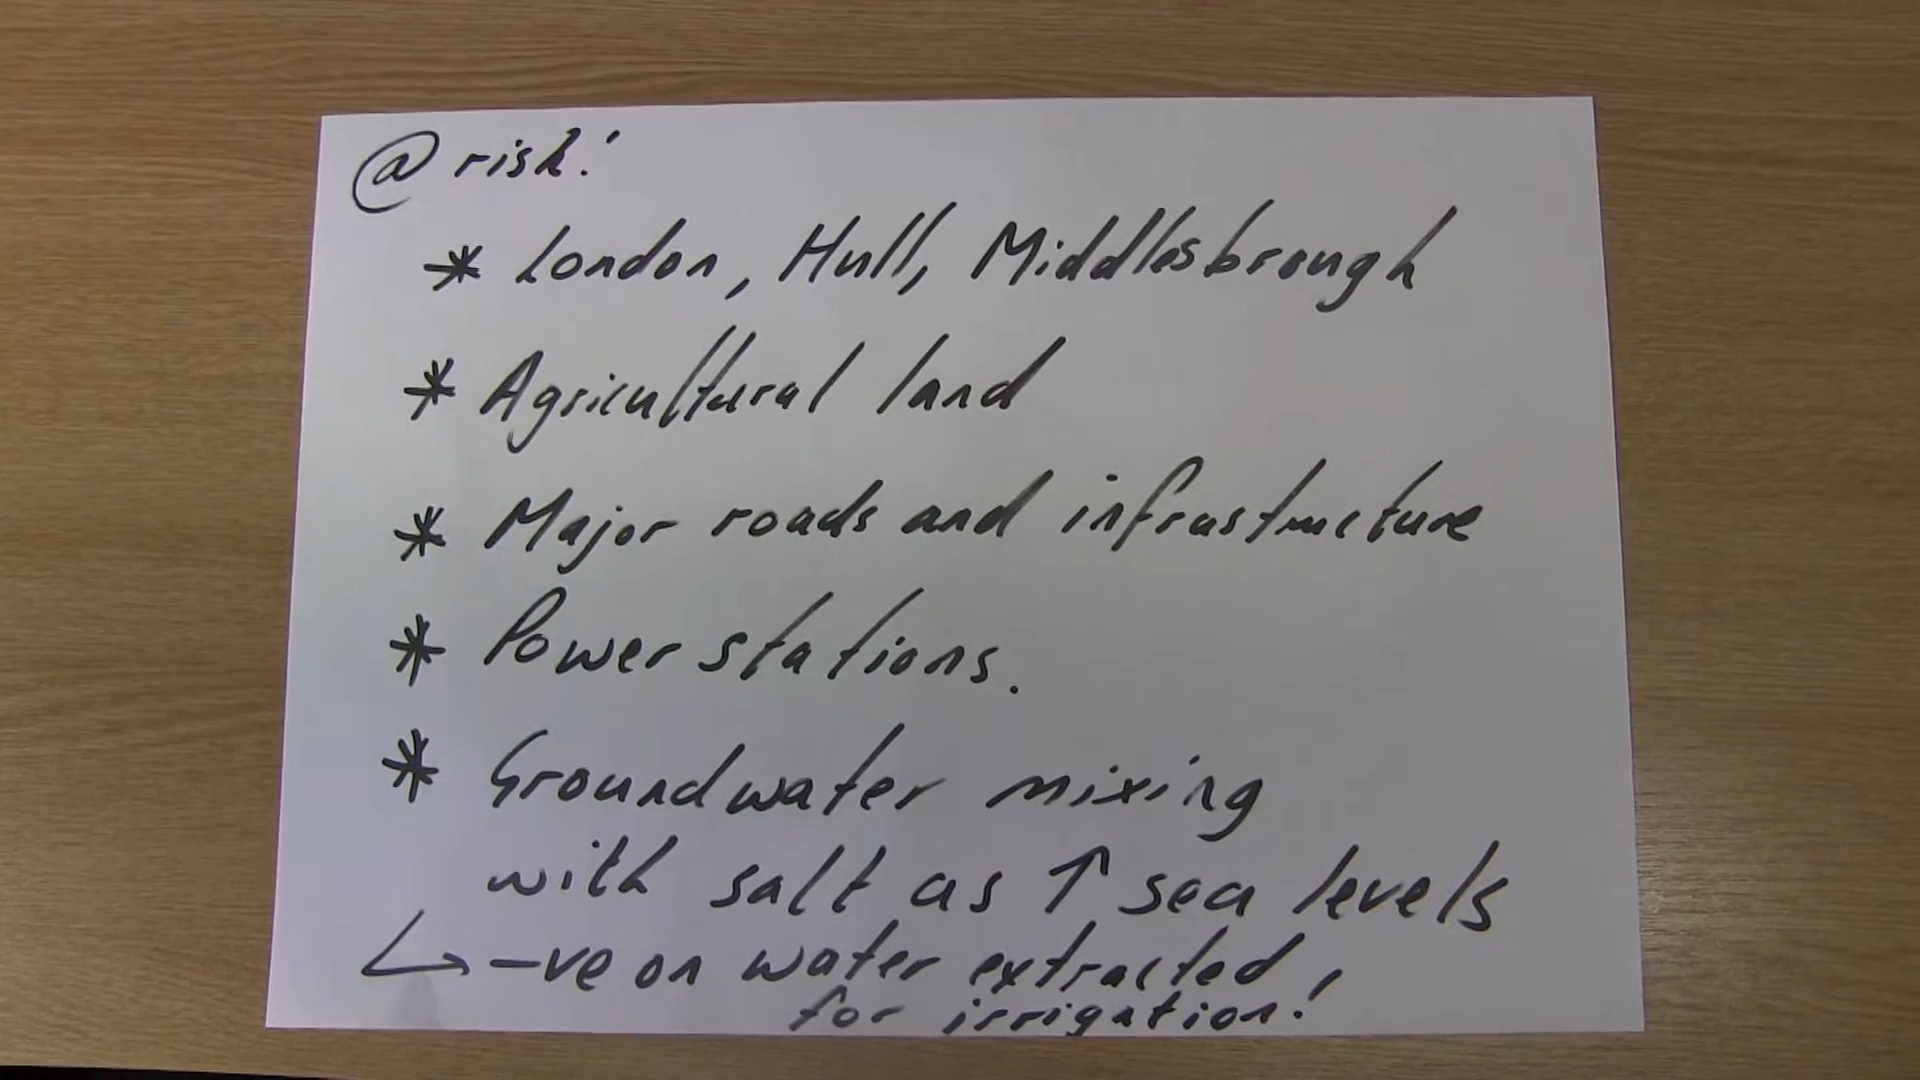 @ risk!
* London, Hull, Middlesbrough
* Agricultural land
* Major roads and infrastructure
* Power stations.
* Groundwater mixing
with salt as ↑ sea levels
↳ -ve on water extracted
for irrigation!